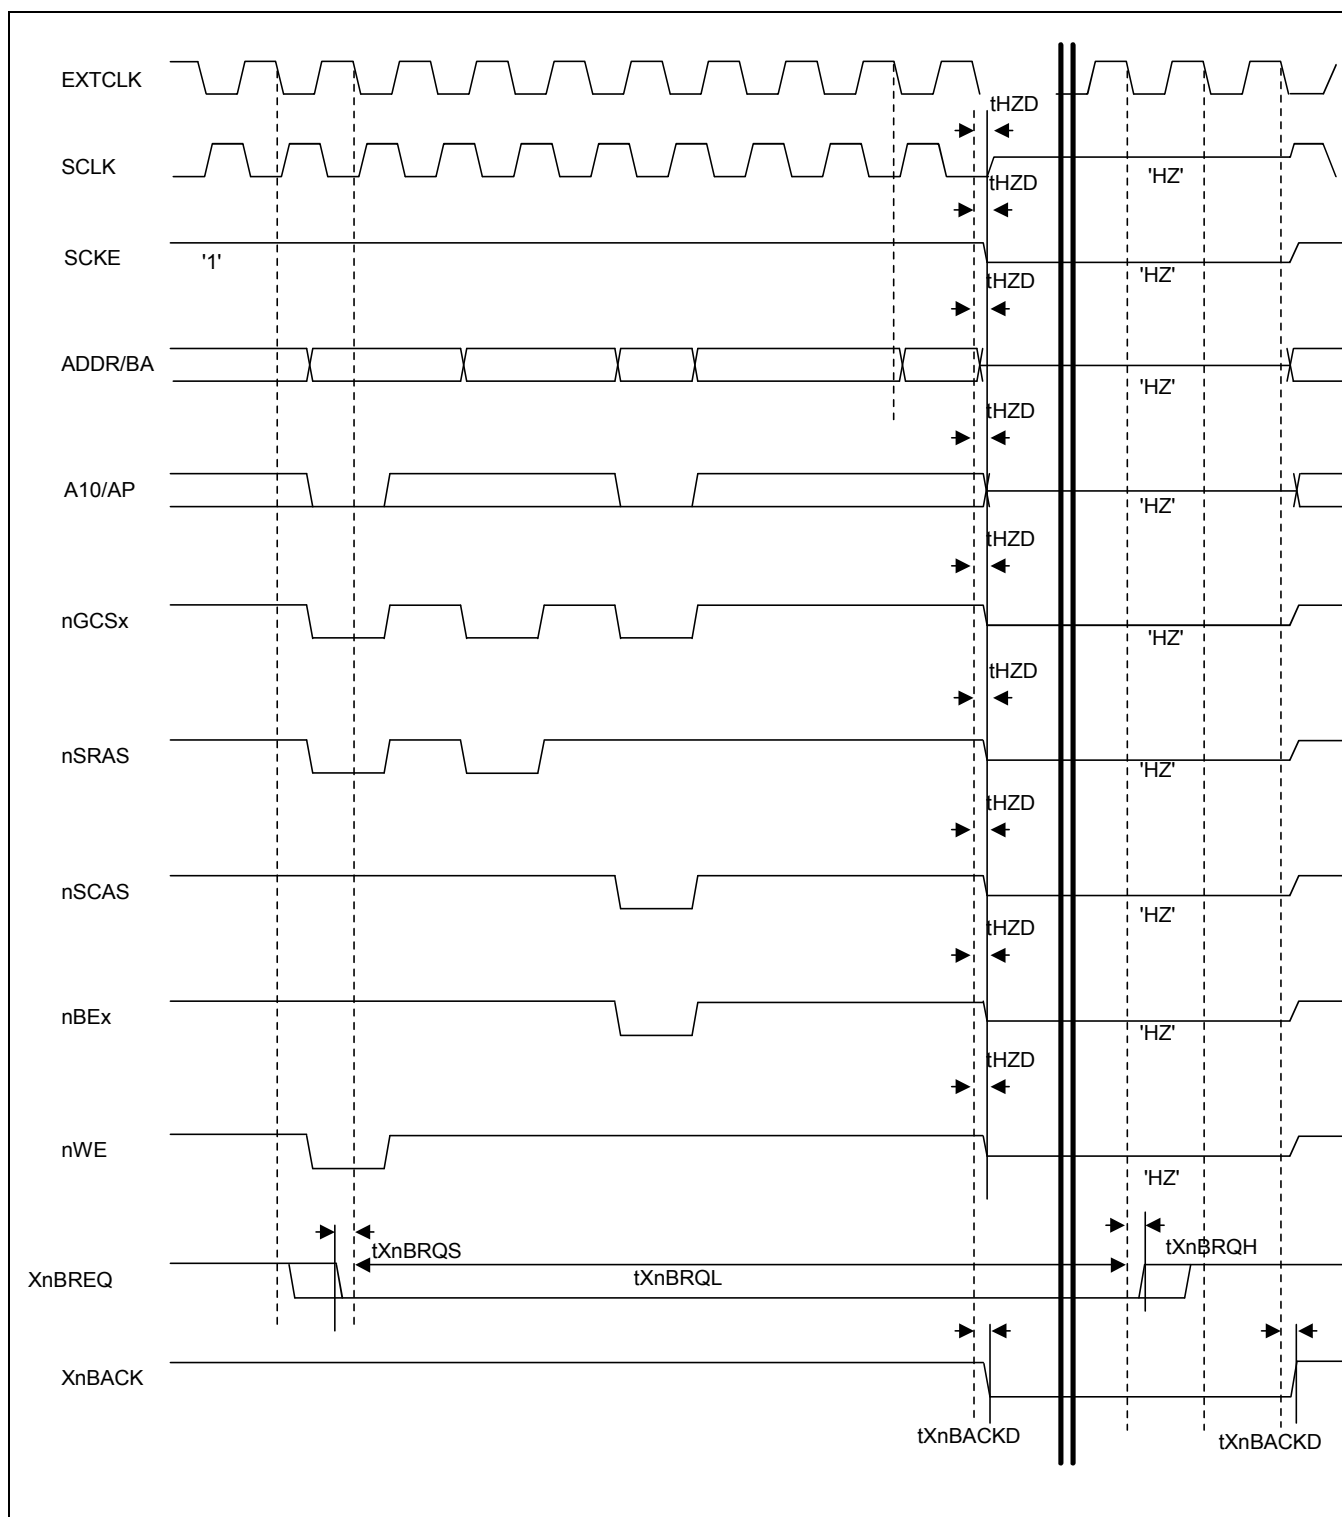 EXTCLK
tHZD
SCLK
'HZ'
tHZD
SCKE
'1'
'HZ'
tHZD
ADDR/BA
'HZ'
tHZD
A10/AP
'HZ'
tHZD
nGCSx
'HZ'
tHZD
nSRAS
'HZ'
tHZD
nSCAS
'HZ'
tHZD
nBEx
'HZ'
tHZD
nWE
'HZ'
tXnBRQS
tXnBRQH
XnBREQ
tXnBRQL
XnBACK
tXnBACKD
tXnBACKD